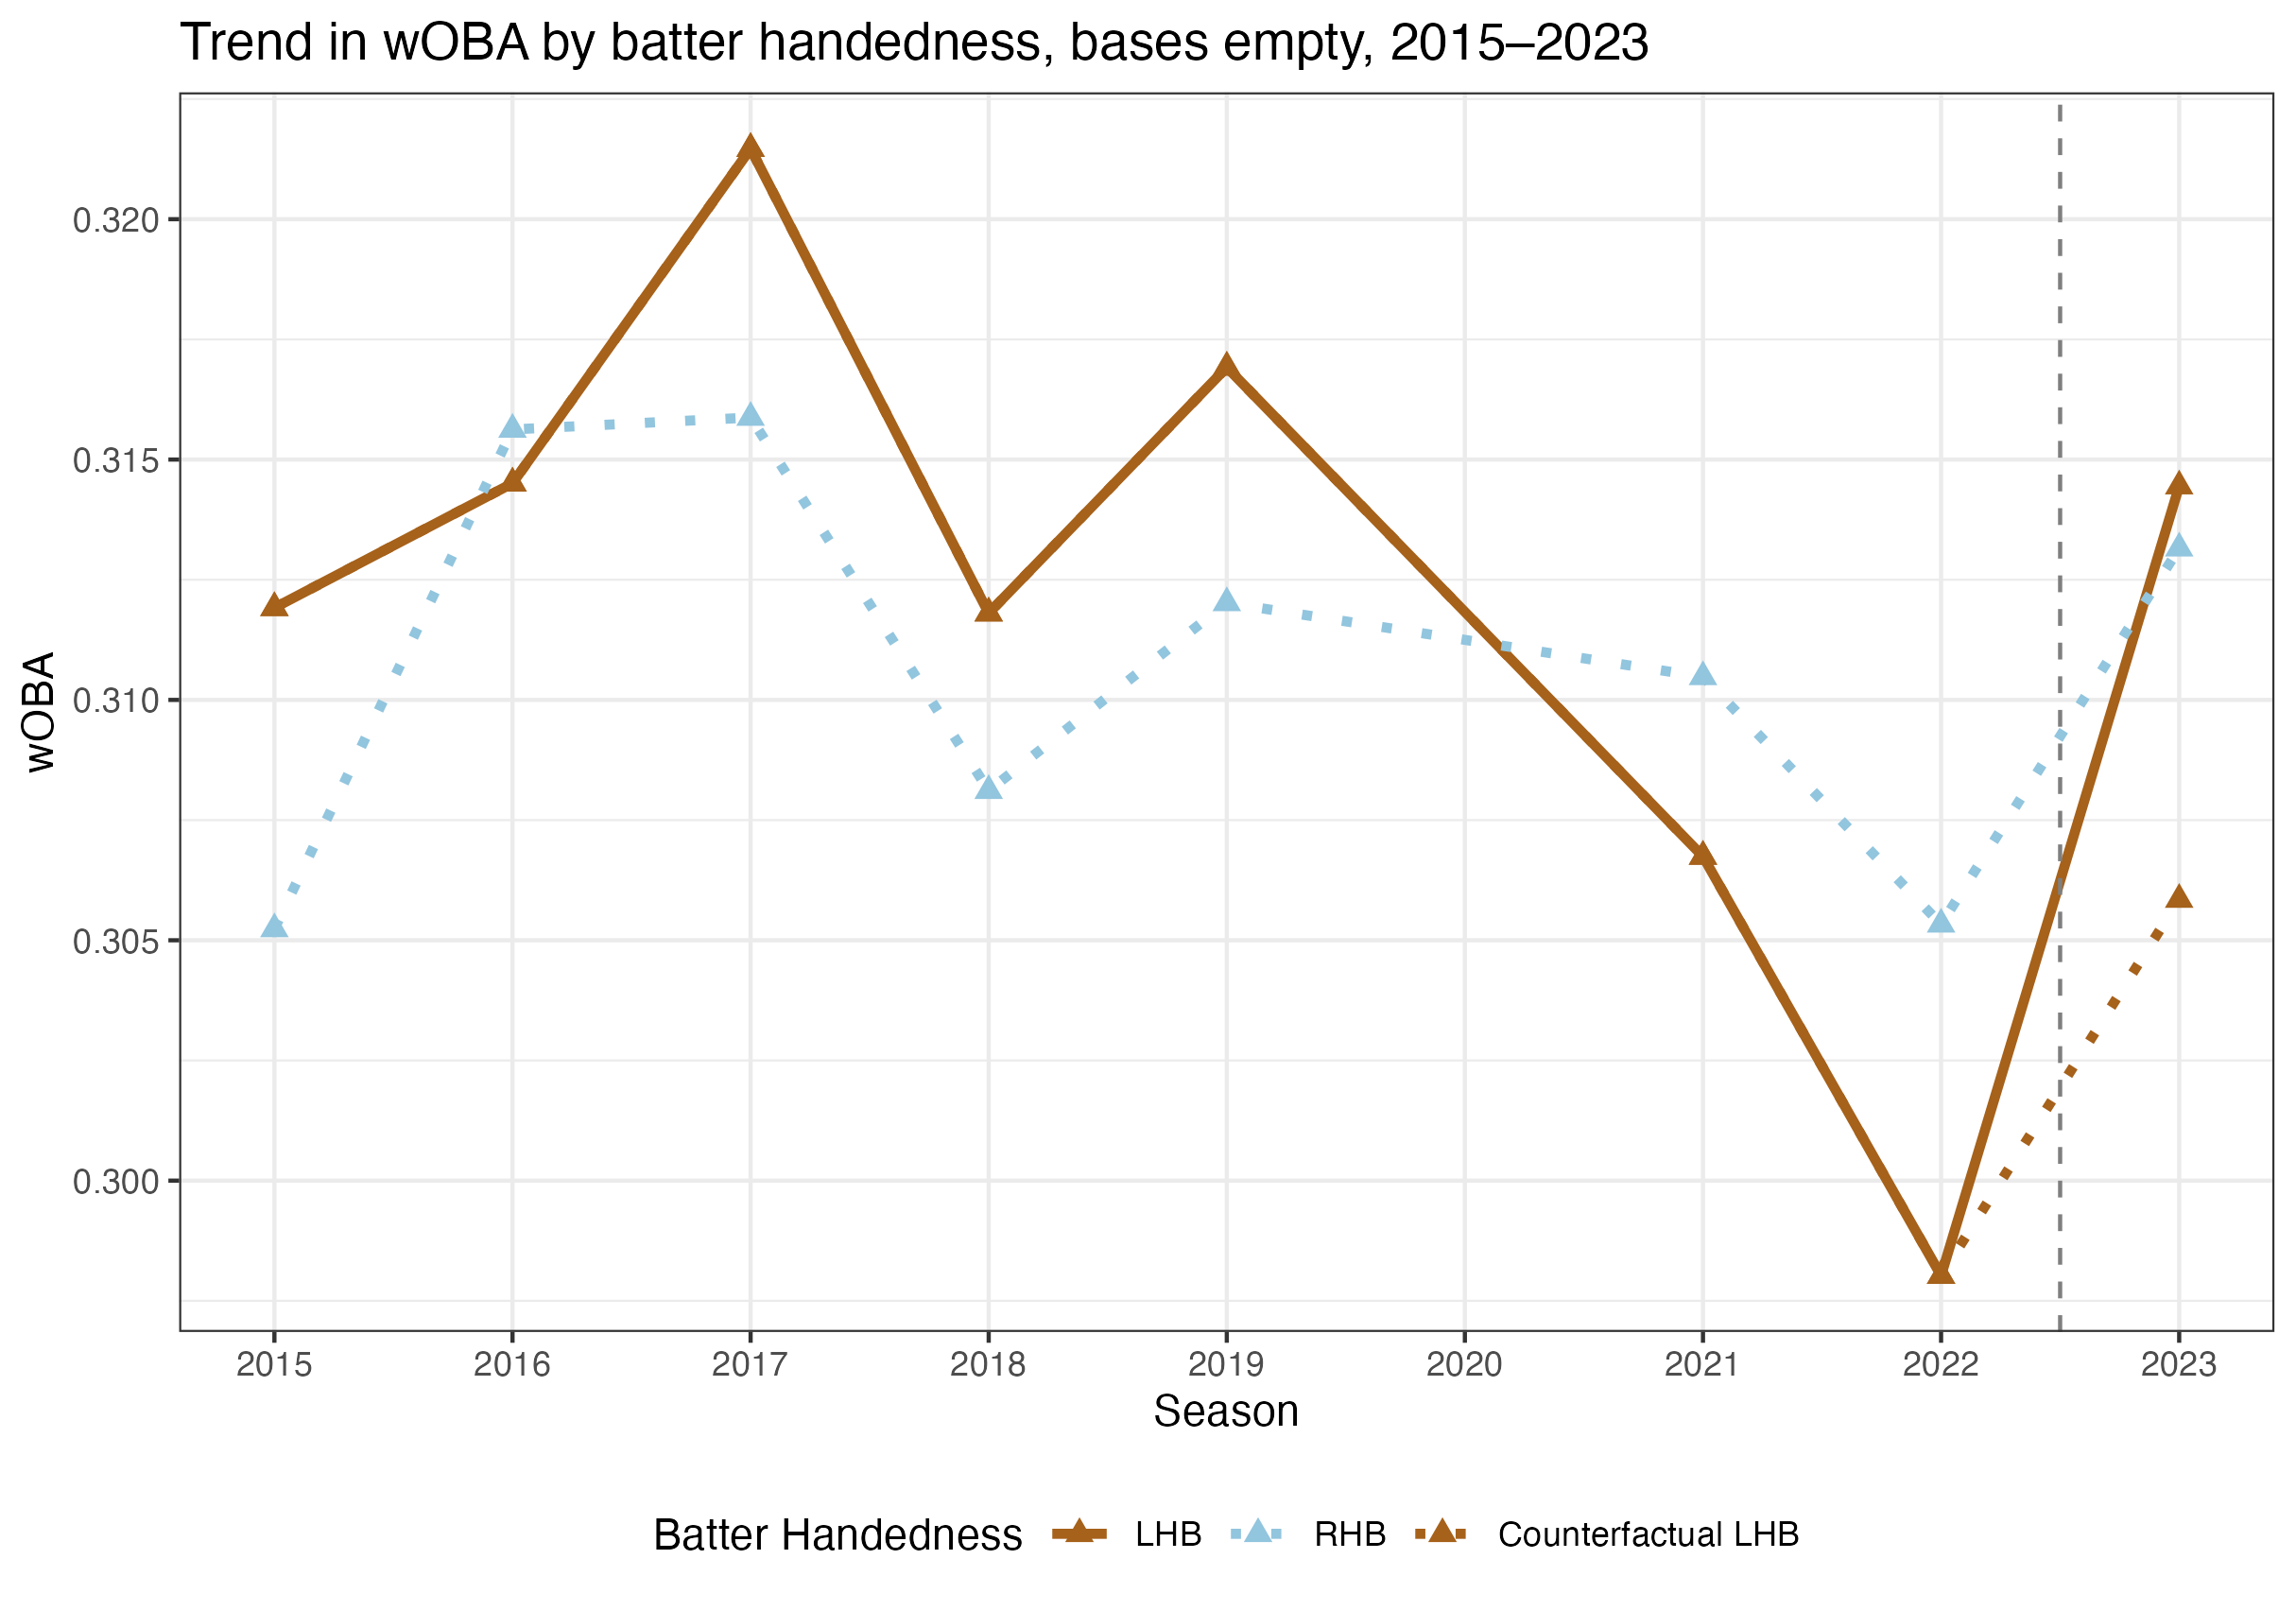 Trend in wOBA by batter handedness, bases empty, 2015–2023
wOBA
0.320
0.315
0.310
0.305
0.300
2015 2016 2017 2018 2019 2020 2021 2022 2023
Season
Batter Handedness LHB RHB Counterfactual LHB